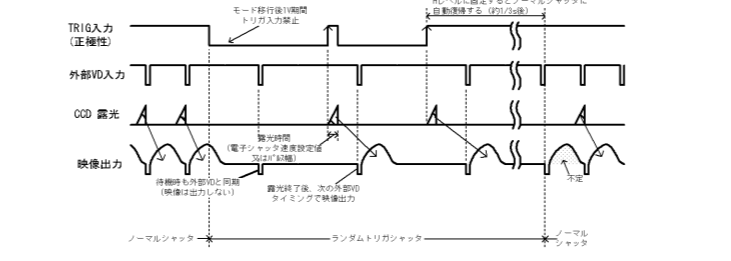 Hレベルに固定するとノーマルシャッタに
自動復帰する（約1/3s後）
モード移行後1V期間
トリガ入力禁止
TRIG入力
（正極性）
外部VD入力
CCD 露光
露光時間
（電子シャッタ速度設定値
又はパルス幅）
映像出力
待機時も外部VDと同期
（映像は出力しない）
露光終了後、次の外部VD
タイミングで映像出力
不定
ノーマルシャッタ
ランダムトリガシャッタ
ノーマル
シャッタ